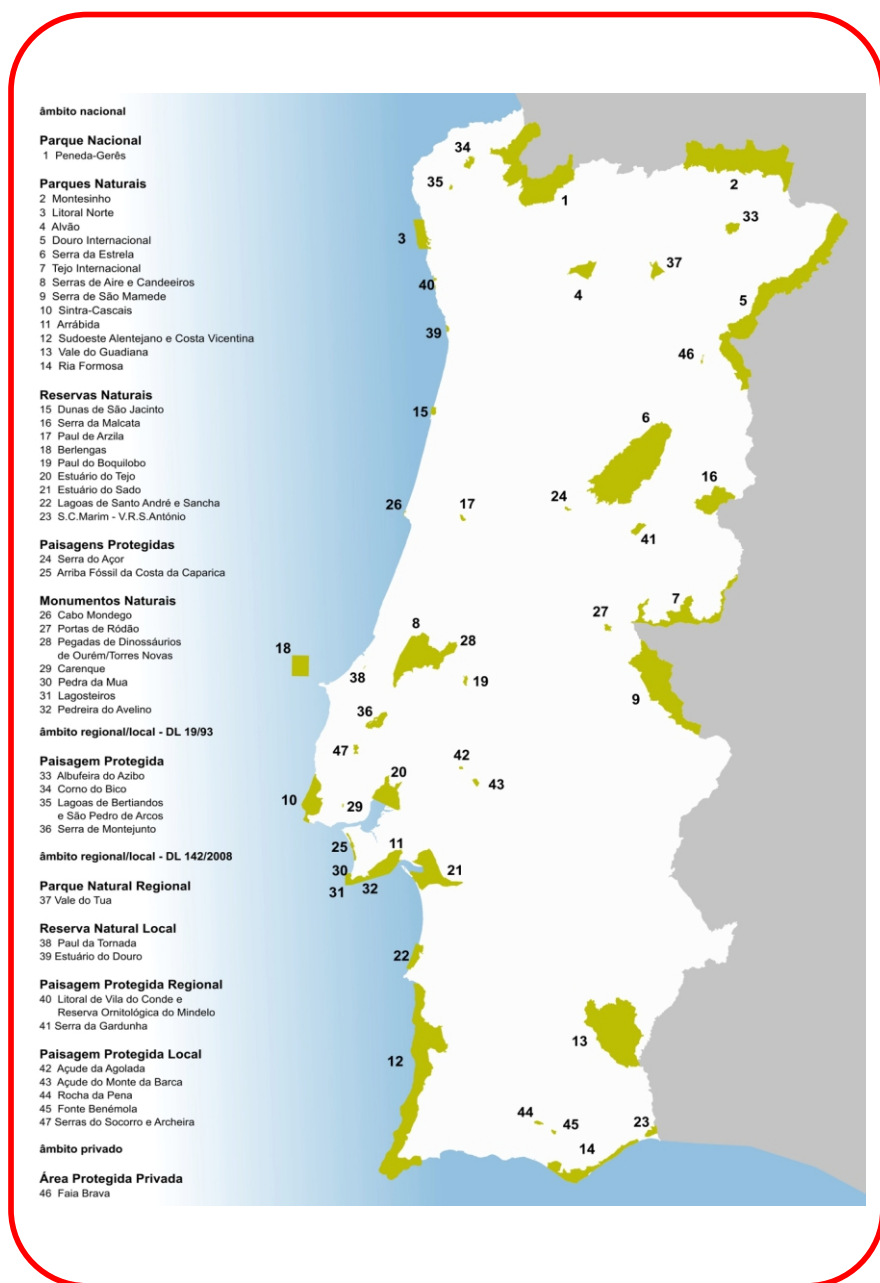 âmbito nacional
Parque Nacional
1 Peneda-Gerês
Parques Naturais
2 Montesinho
3 Litoral Norte
4 Alvão
5 Douro Internacional
6 Serra da Estrela
7 Tejo Internacional
8 Serras de Aire e Candeeiros
9 Serra de São Mamede
10 Sintra-Cascais
11 Arrábida
12 Sudoeste Alentejano e Costa Vicentina
13 Vale do Guadiana
14 Ria Formosa
Reservas Naturais
15 Dunas de São Jacinto
16 Serra da Malcata
17 Paul de Arzila
18 Berlengas
19 Paul do Boquilobo
20 Estuário do Tejo
21 Estuário do Sado
22 Lagoas de Santo André e Sancha
23 S.C.Marim - V.R.S.António
Paisagens Protegidas
24 Serra do Açor
25 Arriba Fóssil da Costa da Caparica
Monumentos Naturais
26 Cabo Mondego
27 Portas de Ródão
28 Pegadas de Dinossáurios
de Ourém/Torres Novas
29 Carenque
30 Pedra da Mua
31 Lagosteiros
32 Pedreira do Avelino
âmbito regional/local - DL 19/93
Paisagem Protegida
33 Albufeira do Azibo
34 Corno do Bico
35 Lagoas de Bertiandos
e São Pedro de Arcos
36 Serra de Montejunto
âmbito regional/local - DL 142/2008
Parque Natural Regional
37 Vale do Tua
Reserva Natural Local
38 Paul da Tornada
39 Estuário do Douro
Paisagem Protegida Regional
40 Litoral de Vila do Conde e
Reserva Ornitológica do Mindelo
41 Serra da Gardunha
Paisagem Protegida Local
42 Açude da Agolada
43 Açude do Monte da Barca
44 Rocha da Pena
45 Fonte Benémola
47 Serras do Socorro e Archeira
âmbito privado
Área Protegida Privada
46 Faia Brava
34
35
1
2
33
3
37
4
40
5
39
46
15
6
16
26
17
24
41
7
27
8
28
18
38
19
9
36
47
42
20
43
10
29
25
11
30
21
31
32
22
13
12
44
45
23
14